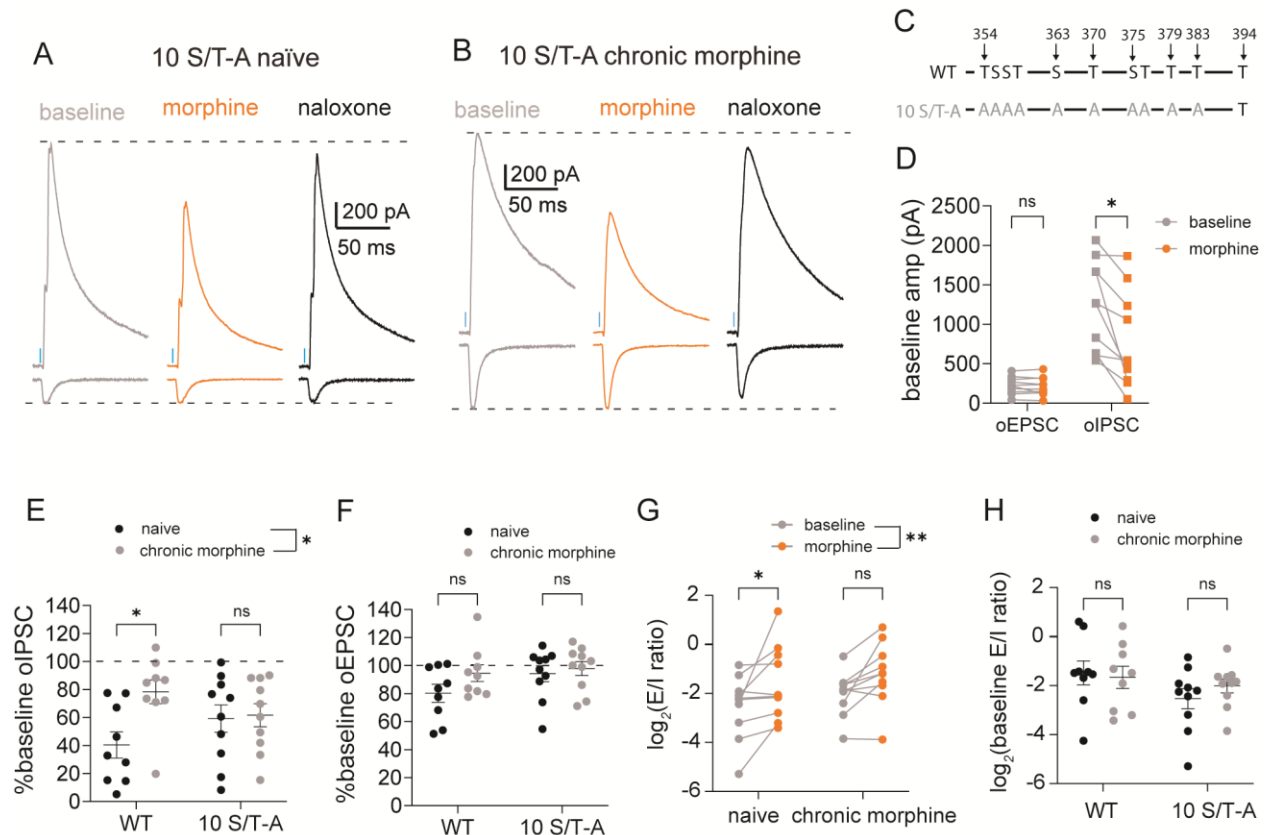 A
10 S/T-A naïve
baseline
morphine
naloxone
200 pA
50 ms
B
10 S/T-A chronic morphine
baseline
morphine
naloxone
200 pA
50 ms
C
354 363 370 375 379 383 394
WT TSST S T ST T T T
10 S/T-A AAAA A A AA A A T
D
baseline amp (pA)
2500
2000
1500
1000
500
0
ns
*
baseline
morphine
oEPSC
oIPSC
E
naive
chronic morphine
*
%baseline oIPSC
140
120
100
80
60
40
20
0
*
ns
WT
10 S/T-A
F
naive
chronic morphine
%baseline oEPSC
140
120
100
80
60
40
20
0
ns
ns
WT
10 S/T-A
G
baseline
morphine
**
log2(E/I ratio)
2
0
-2
-4
-6
*
ns
naive
chronic morphine
H
naive
chronic morphine
log2(baseline E/I ratio)
2
0
-2
-4
-6
ns
ns
WT
10 S/T-A